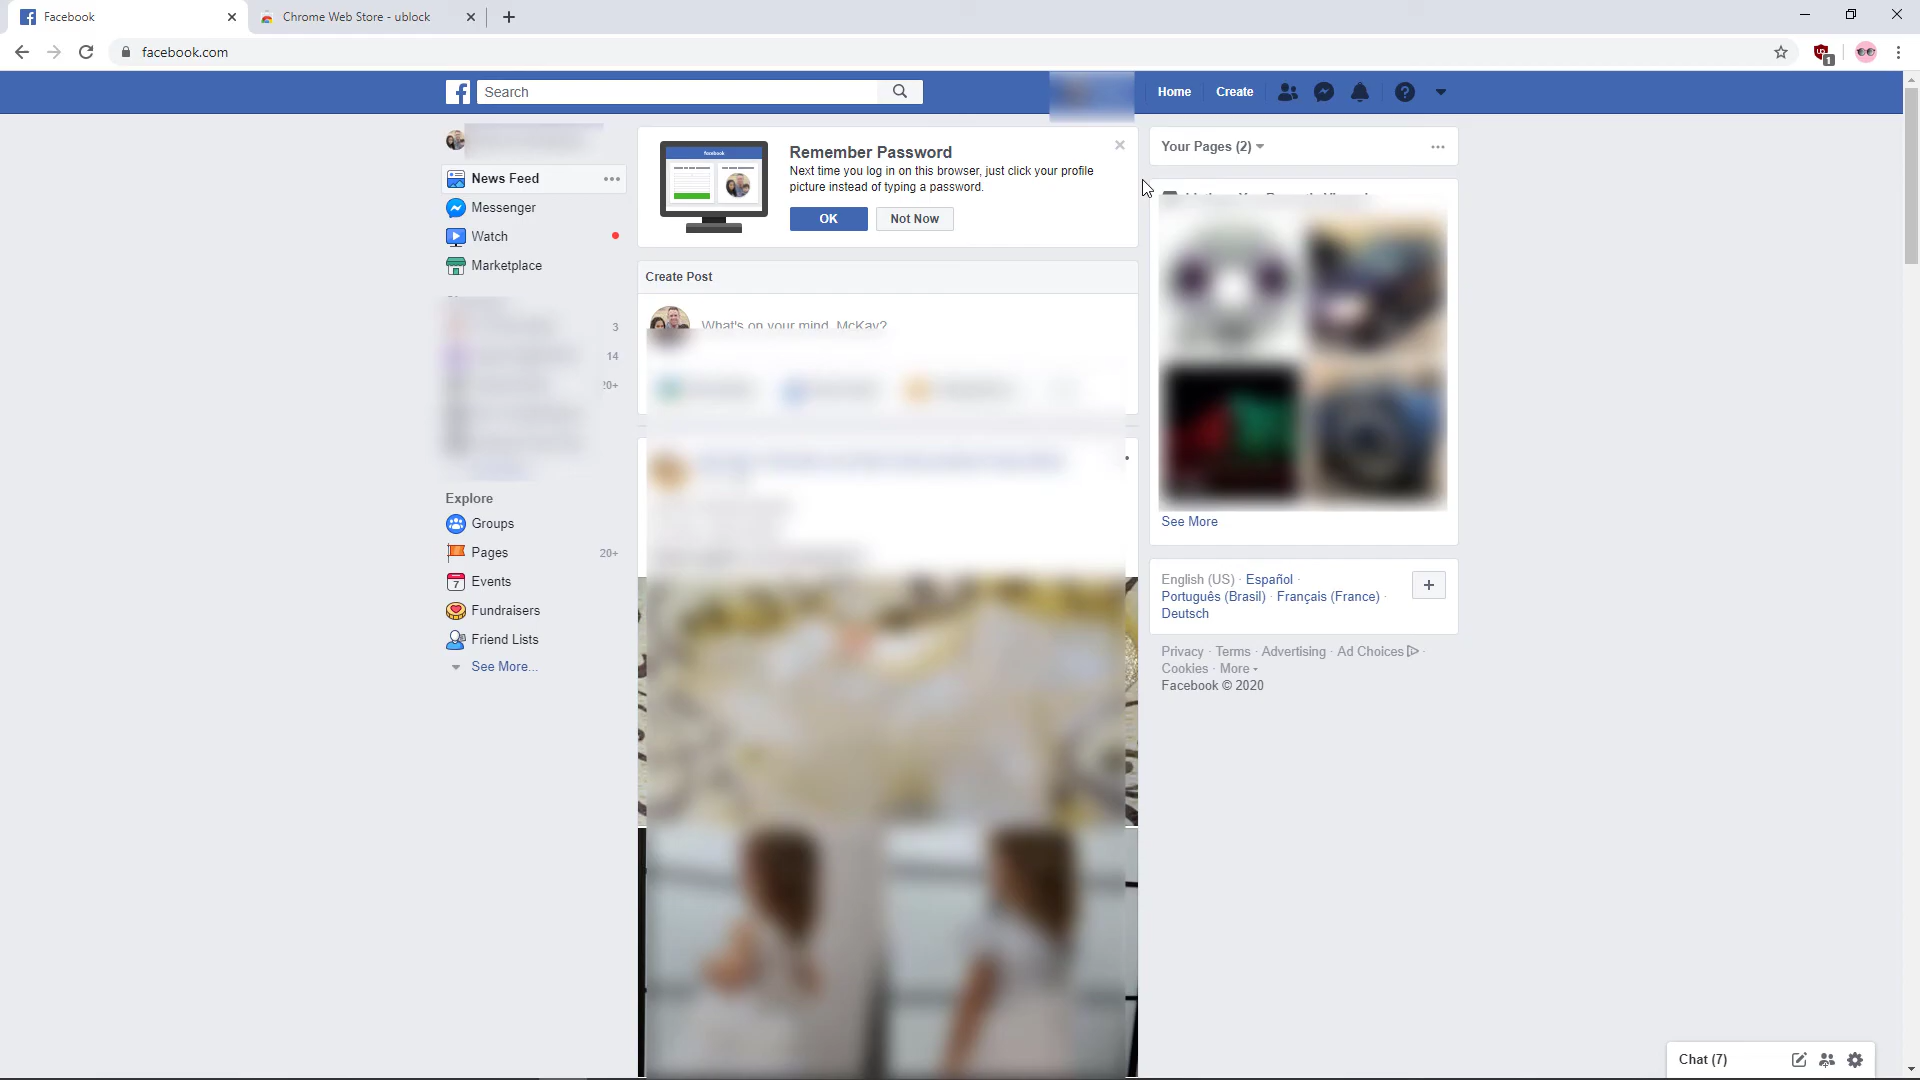 Facebook
Chrome Web Store - ublock
facebook.com
1
Search
Home
Create
News Feed
Messenger
Watch
Marketplace
3
14
20+
Explore
Groups
Pages
20+
7
Events
Fundraisers
Friend Lists
See More...
facebook
Remember Password
Next time you log in on this browser, just click your profile
picture instead of typing a password.
OK
Not Now
Create Post
What's on your mind, McKay?
Your Pages (2)
See More
English (US) · Español ·
Português (Brasil) · Français (France) ·
Deutsch
Privacy · Terms · Advertising · Ad Choices ·
Cookies · More
Facebook © 2020
Chat (7)